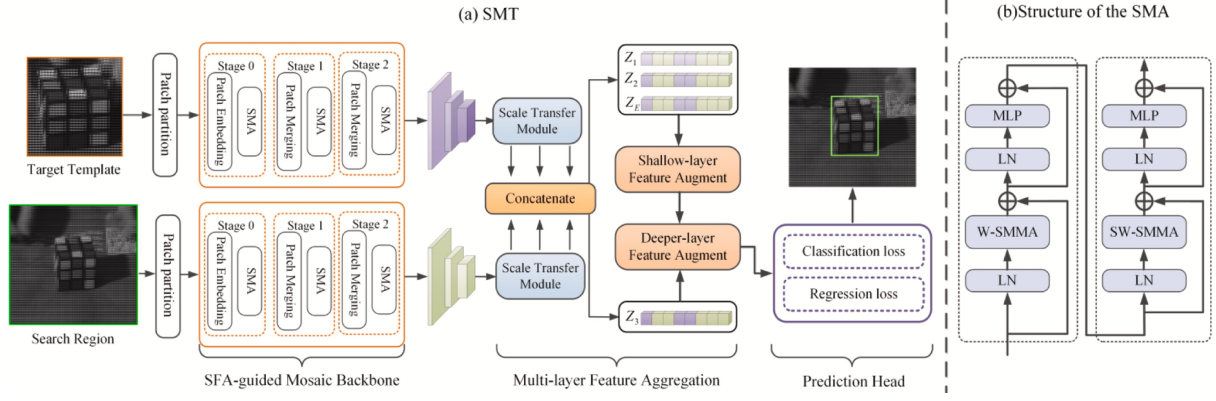 (a) SMT
Target Template
Patch partition
Stage 0
Patch Embedding
SMA
Stage 1
Patch Merging
SMA
Stage 2
Patch Merging
SMA
Scale Transfer
Module
Concatenate
Z1
Z2
ZE
Shallow-layer
Feature Augment
Deeper-layer
Feature Augment
Z3
Search Region
Patch partition
Stage 0
Patch Embedding
SMA
Stage 1
Patch Merging
SMA
Stage 2
Patch Merging
SMA
Scale Transfer
Module
Classification loss
Regression loss
SFA-guided Mosaic Backbone
Multi-layer Feature Aggregation
Prediction Head
(b)Structure of the SMA
MLP
LN
W-SMMA
LN
MLP
LN
SW-SMMA
LN